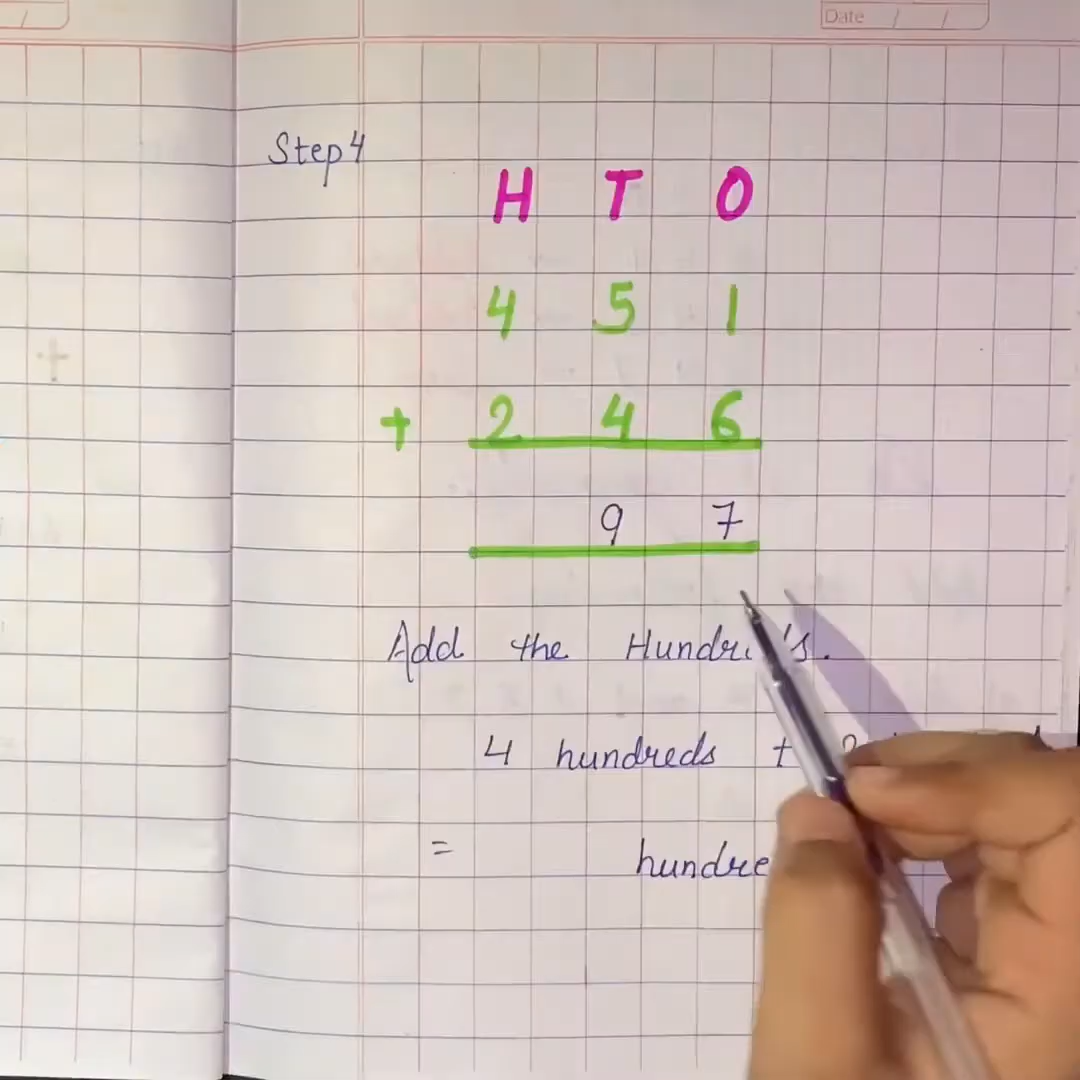 Date / /
Step 4
H T O
4 5 1
+ 2 4 6
9 7
Add the
4 hundreds +
=